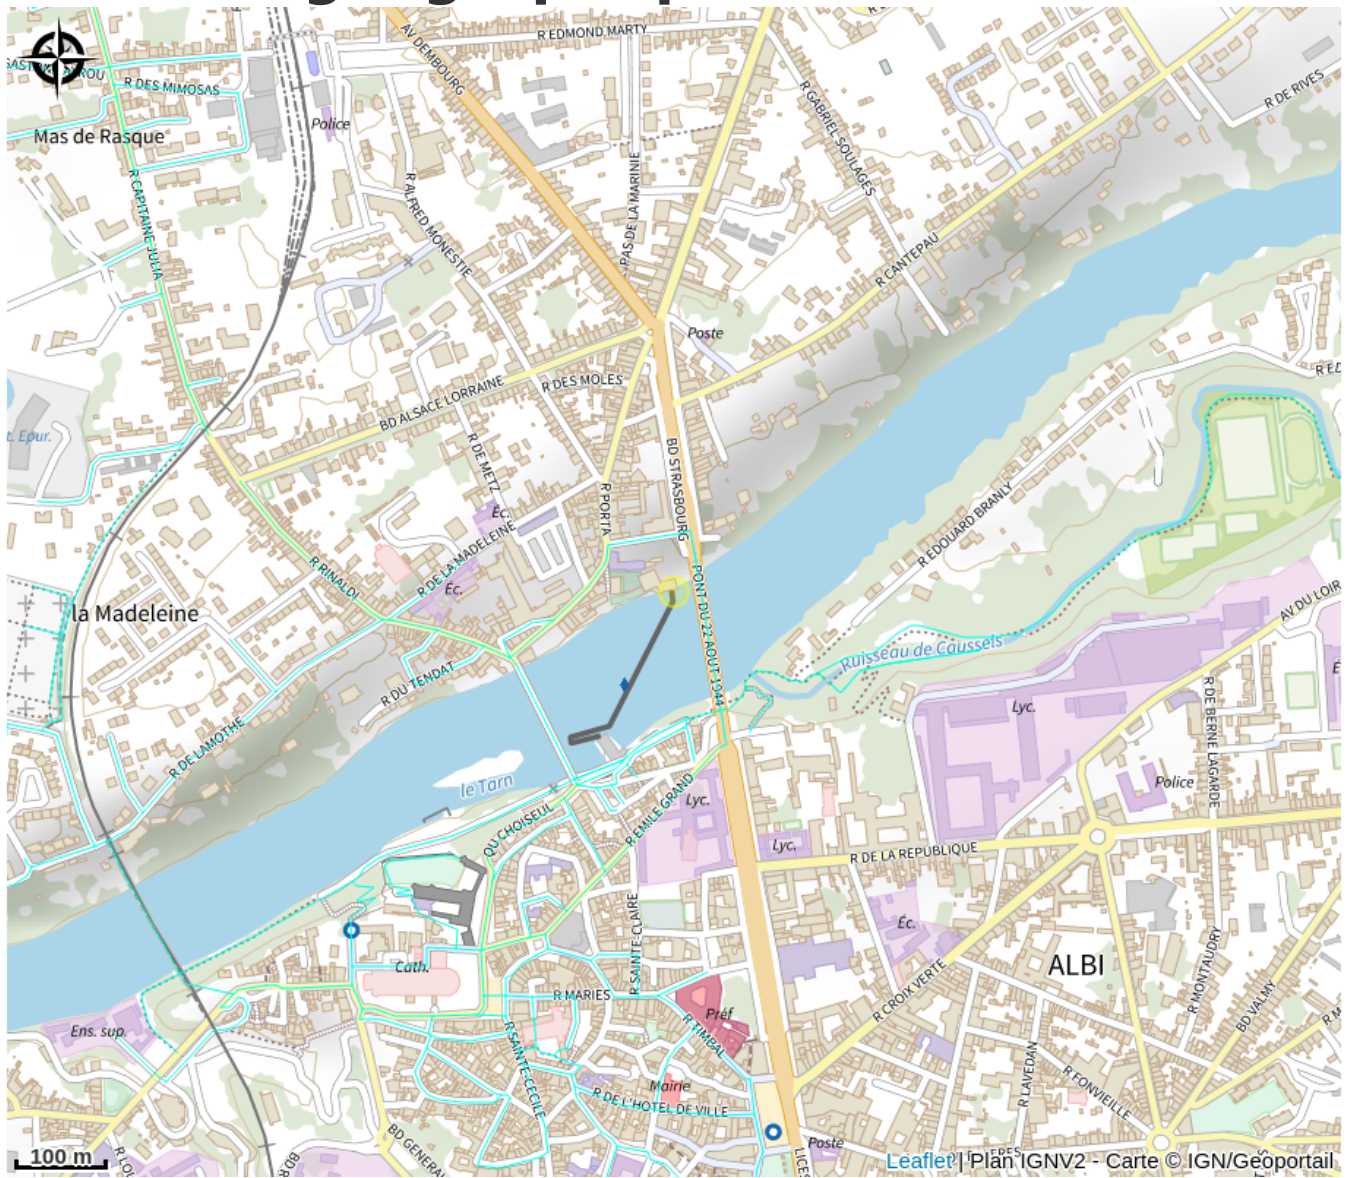 R EDMOND MARTY
AV DEMBOURG
R DES MIMOSAS
Police
Mas de Rasque
R CAPITAINE JULIA
R ALFRED MONESTIE
PAS DE LA MARINIE
R GABRIEL SOULAGES
R DE RIVES
R CANTEPAU
Poste
R DES MOLES
BD ALSACE LORRAINE
t. Epur.
R DE METZ
BD STRASBOURG
R PORTA
Éc.
R DE LA MADELEINE
R EDOUARD BRANLY
R RINALDI
Éc.
la Madeleine
PONT DU 22 AOUT 1944
AV DU LOIR
Ruisseau de Caussels
R DU TENDAT
Lyc.
R DE BERNE LAGARDE
R DE LAMOTHE
le Tarn
Police
QU CHOISEUL
Lyc.
R EMILE GRAND
Lyc.
R DE LA REPUBLIQUE
R SAINTE-CLAIRE
Éc.
Cath.
ALBI
R MONTAUDRY
R MARIES
R CROIX VERTE
BD VALMY
Ens. sup.
Préf
R TIMBAL
R SAINTE-CECILE
R LAVEDAN
R FONVIEILLE
Mairie
R DE L'HOTEL DE VILLE
BD GENERAL
Poste
LICES
100 m
Leaflet | Plan IGNV2 - Carte © IGN/Geoportail